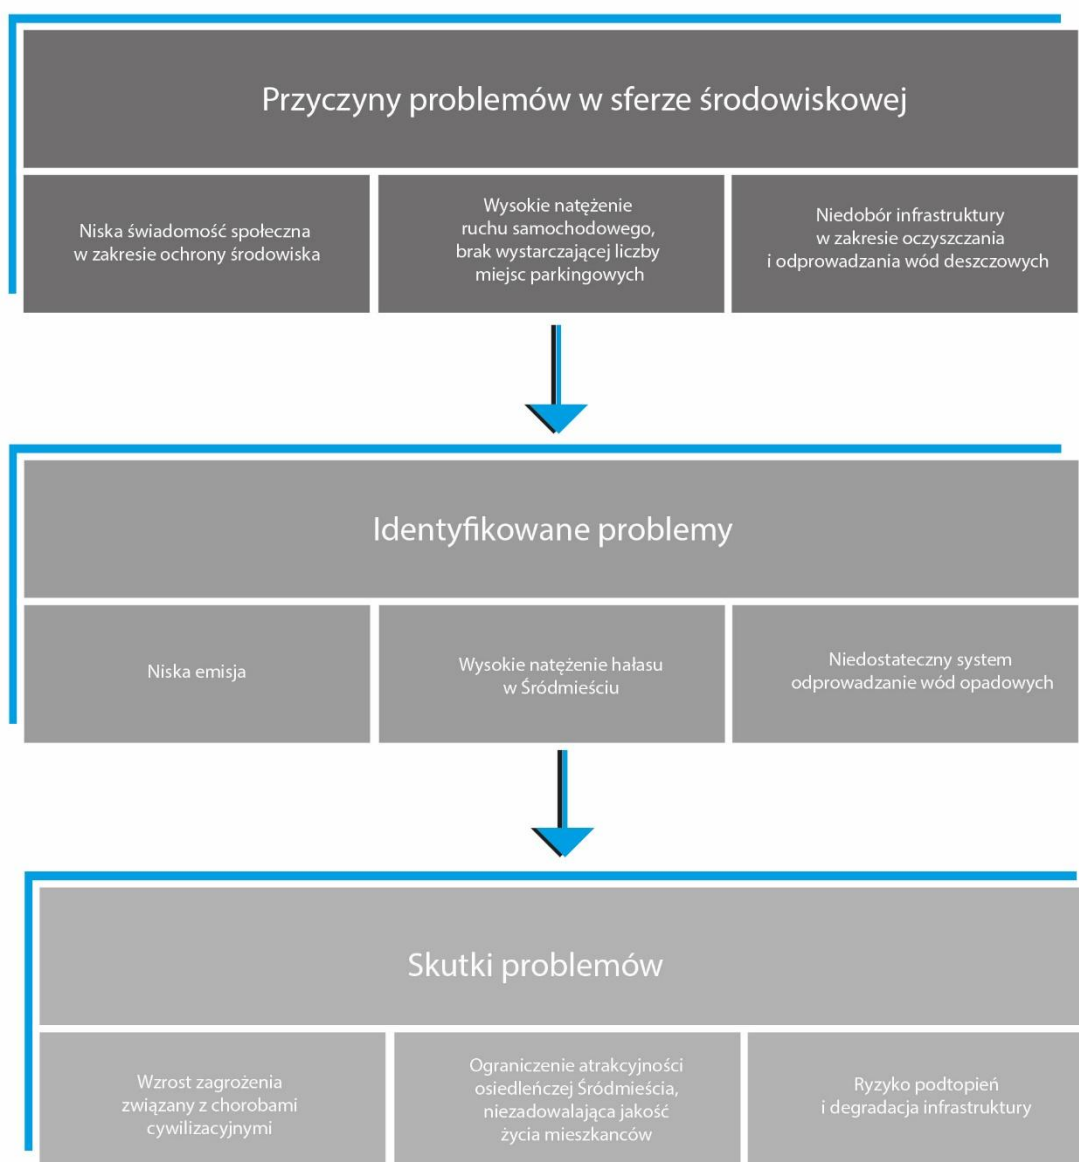 Przyczyny problemów w sferze środowiskowej
Niska świadomość społeczna
w zakresie ochrony środowiska
Wysokie natężenie
ruchu samochodowego,
brak wystarczającej liczby
miejsc parkingowych
Niedobór infrastruktury
w zakresie oczyszczania
i odprowadzania wód deszczowych
Identyfikowane problemy
Niska emisja
Wysokie natężenie hałasu
w Śródmieściu
Niedostateczny system
odprowadzanie wód opadowych
Skutki problemów
Wzrost zagrożenia
związany z chorobami
cywilizacyjnymi
Ograniczenie atrakcyjności
osiedleńczej Śródmieścia,
niezadowalająca jakość
życia mieszkanców
Ryzyko podtopień
i degradacja infrastruktury